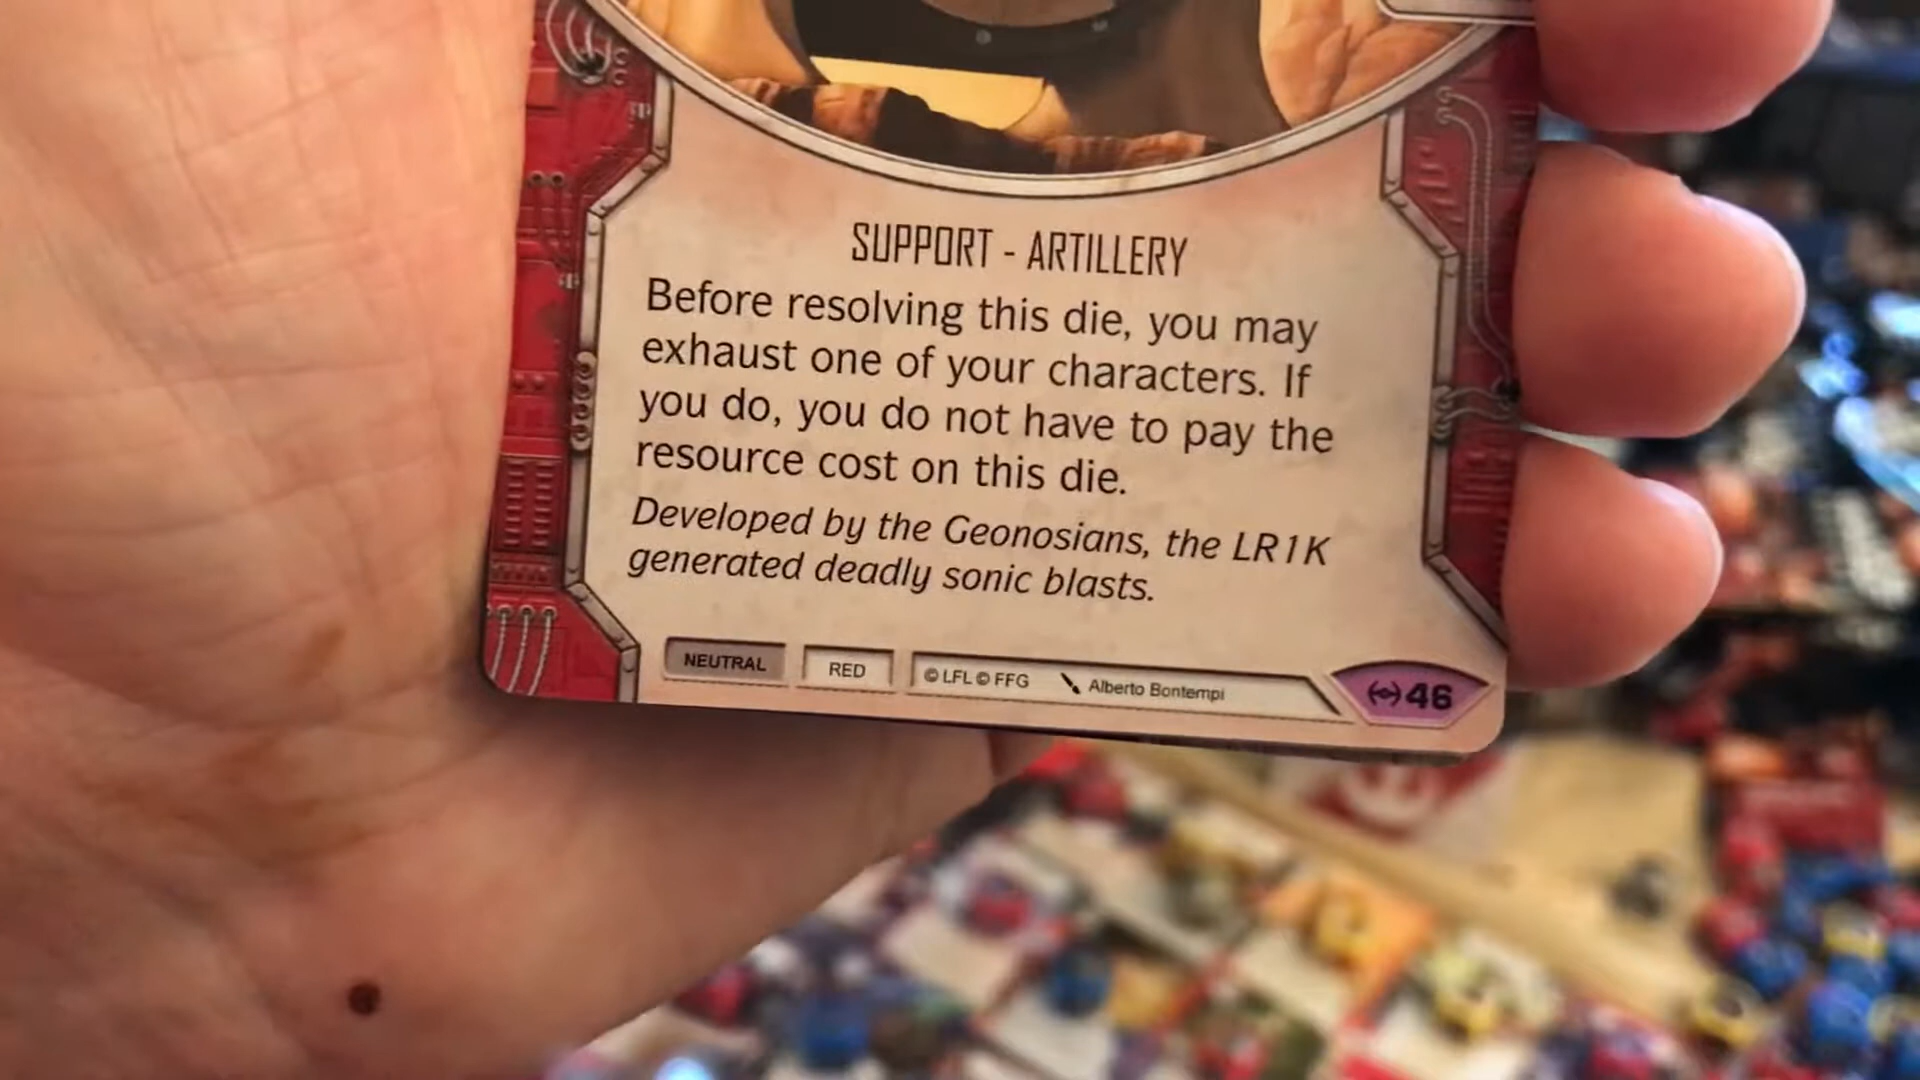 SUPPORT - ARTILLERY
Before resolving this die, you may
exhaust one of your characters. If
you do, you do not have to pay the
resource cost on this die.
Developed by the Geonosians, the LR1K
generated deadly sonic blasts.
NEUTRAL RED © LFL © FFG Alberto Bontempi 46